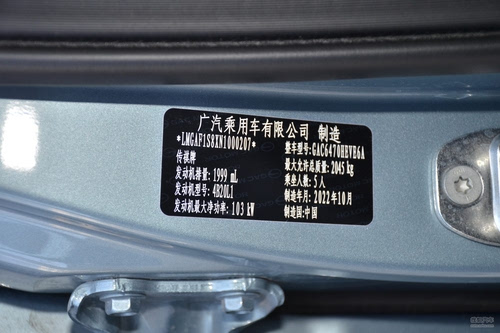 广汽乘用车有限公司 制造
*LMGAF1S8XN1000207* 整车型号:GAC6470HEVE6A
传祺牌 最大允许总质量: 2045 kg
发动机排量: 1999 mL 乘坐人数: 5人
发动机型号: 4B20L1 制造年月: 2022年10月
发动机最大净功率: 103 kW 制造国:中国